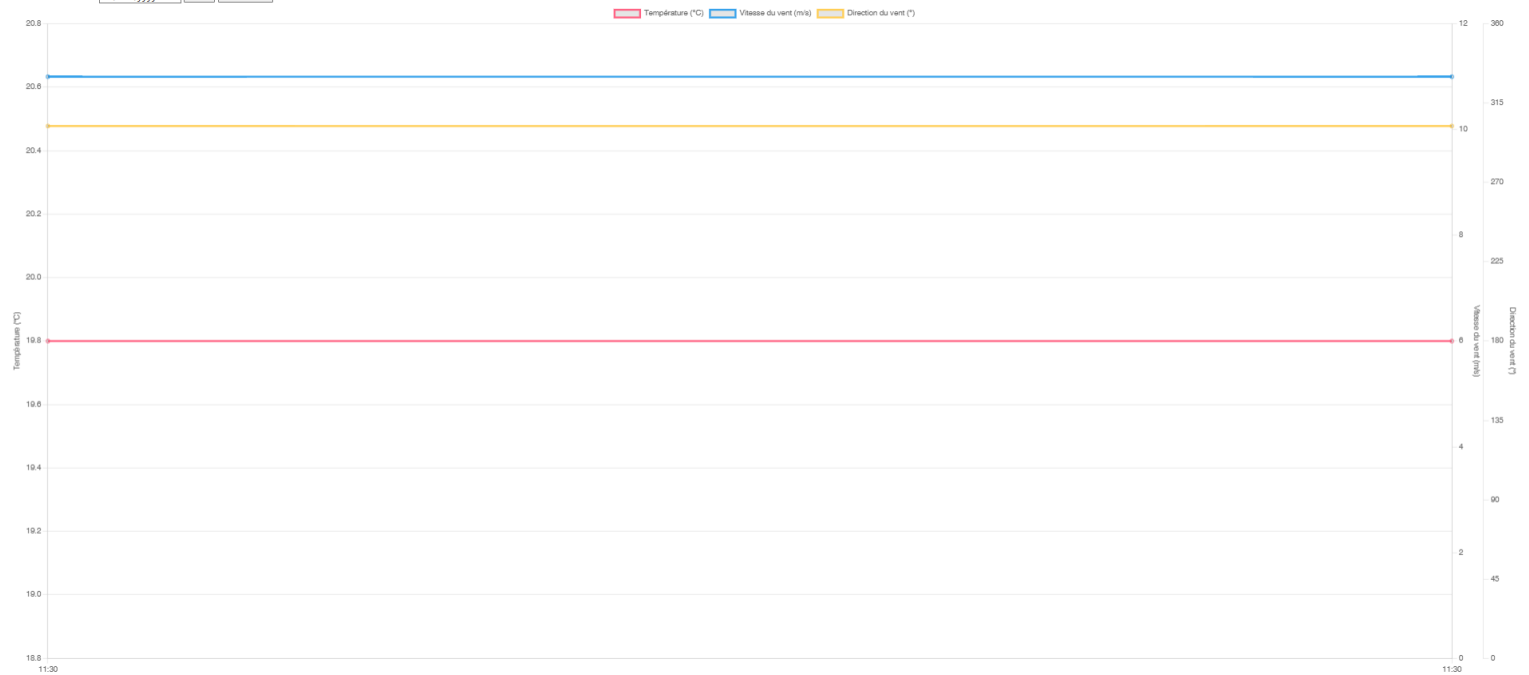 Température (°C) Vitesse du vent (m/s) Direction du vent (°)
20.8 12 360
20.6
315
10
20.4
270
20.2
8
225
20.0
Température (°C)
Vitesse du vent (m/s)
Direction du vent (°)
19.8 6 180
19.6
135
19.4
4
90
19.2
2
45
19.0
18.8 0 0
11:30 11:30